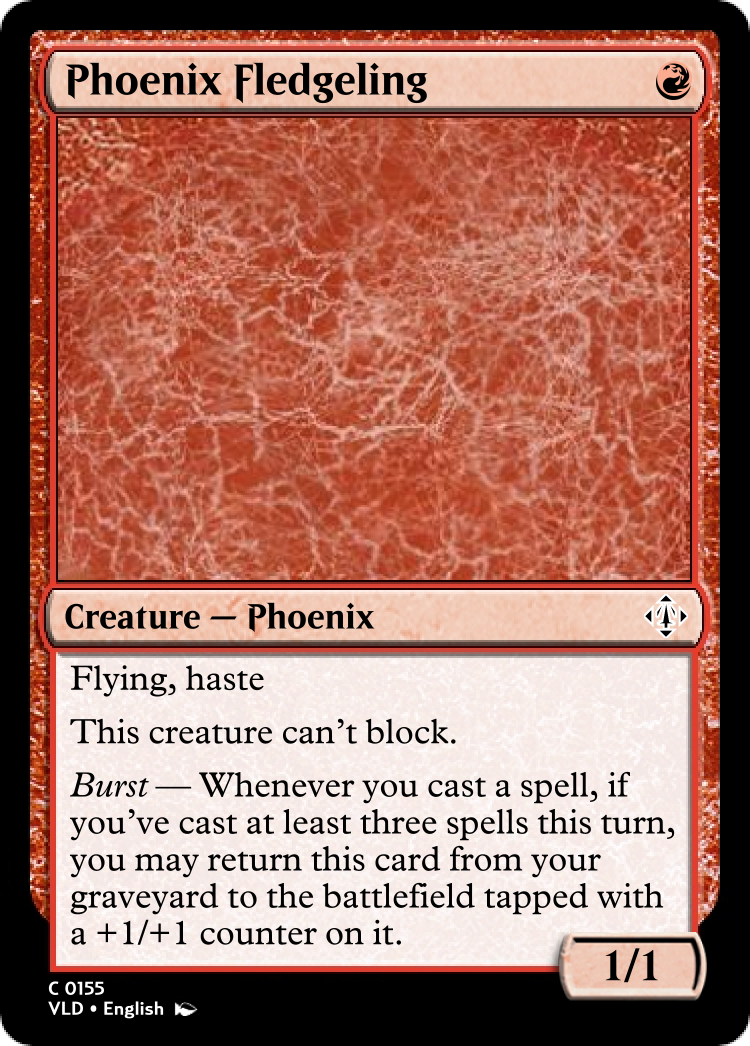 Phoenix Fledgeling
Creature — Phoenix
Flying, haste
This creature can't block.
Burst — Whenever you cast a spell, if
you've cast at least three spells this turn,
you may return this card from your
graveyard to the battlefield tapped with
a +1/+1 counter on it.
1/1
C 0155
VLD • English